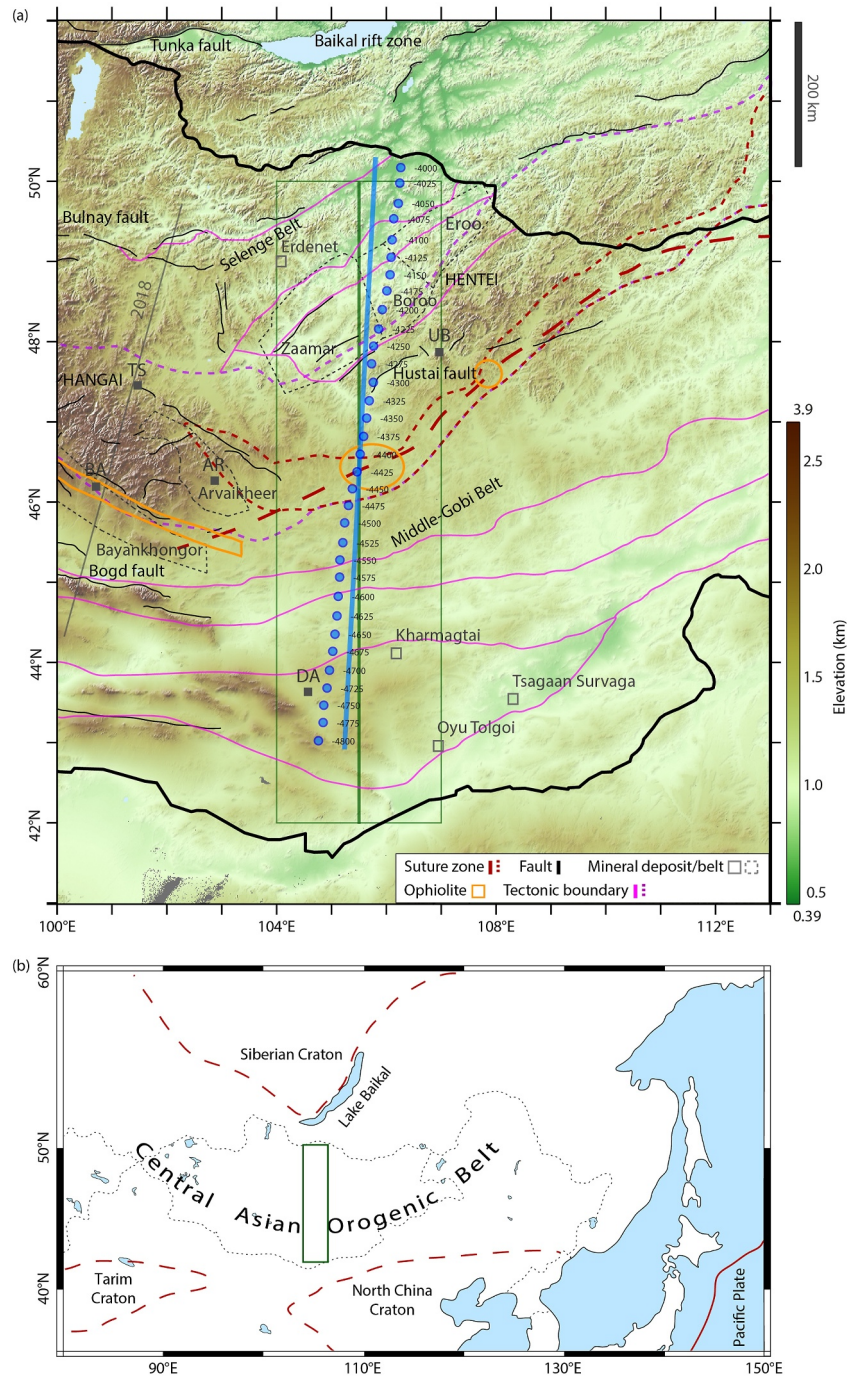 (a)
Tunka fault
Baikal rift zone
200 km
50°N
Bulnay fault
Selenge Belt
Erdenet
Eroo
HENTEI
Boroo
2018
48°N
Zaamar
UB
Hustai fault
TS
HANGAI
BA
AR
Arvaikheer
46°N
Middle-Gobi Belt
Bayankhongor
Bogd fault
44°N
Kharmagtai
DA
Tsagaan Survaga
Oyu Tolgoi
42°N
-4000
-4025
-4050
-4075
-4100
-4125
-4150
-4175
-4200
-4225
-4250
-4275
-4300
-4325
-4350
-4375
-4400
-4425
-4450
-4475
-4500
-4525
-4550
-4575
-4600
-4625
-4650
-4675
-4700
-4725
-4750
-4775
-4800
Suture zone Fault Mineral deposit/belt
Ophiolite Tectonic boundary
100°E 104°E 108°E 112°E
3.9
2.5
2.0
1.5
1.0
0.5
0.39
Elevation (km)
(b)
60°N
50°N
40°N
Siberian Craton
Lake Baikal
Central Asian Orogenic Belt
Tarim
Craton
North China
Craton
Pacific Plate
90°E 110°E 130°E 150°E